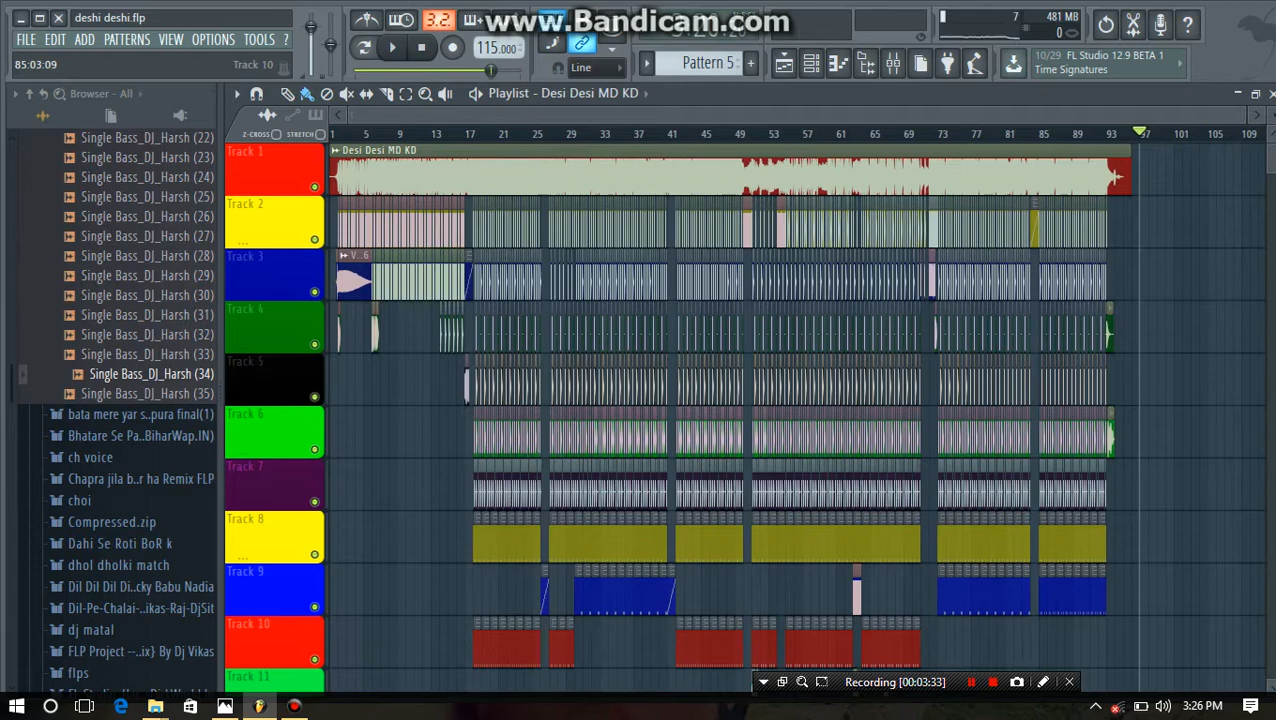 deshi deshi.flp
www.Bandicam.com
3.2.
7
481 MB
0
FILE EDIT ADD PATTERNS VIEW OPTIONS TOOLS ?
115.000
85:03:09
Track 10
Line
Pattern 5
10/29 FL Studio 12.9 BETA 1
Time Signatures
Browser - All
Playlist - Desi Desi MD KD
Z-CROSS
STRETCH
1 5 9 13 17 21 25 29 33 37 41 45 49 53 57 61 65 69 73 77 81 85 89 93 97 101 105 109
Single Bass_DJ_Harsh (22)
Single Bass_DJ_Harsh (23)
Single Bass_DJ_Harsh (24)
Single Bass_DJ_Harsh (25)
Single Bass_DJ_Harsh (26)
Single Bass_DJ_Harsh (27)
Single Bass_DJ_Harsh (28)
Single Bass_DJ_Harsh (29)
Single Bass_DJ_Harsh (30)
Single Bass_DJ_Harsh (31)
Single Bass_DJ_Harsh (32)
Single Bass_DJ_Harsh (33)
Single Bass_DJ_Harsh (34)
Single Bass_DJ_Harsh (35)
bata mere yar s..pura final(1)
Bhatare Se Pa..BiharWap.IN)
ch voice
Chapra jila b..r ha Remix FLP
choi
Compressed.zip
Dahi Se Roti BoR k
dhol dholki match
Dil Dil Dil Di...cky Babu Nadia
Dil-Pe-Chalai-...ikas-Raj-DjSit
dj matal
FLP Project --...ix} By Dj Vikas
flps
Track 1
Desi Desi MD KD
Track 2
Track 3
V..6
Track 4
Track 5
Track 6
Track 7
Track 8
Track 9
Track 10
Track 11
Recording [00:03:33]
3:26 PM